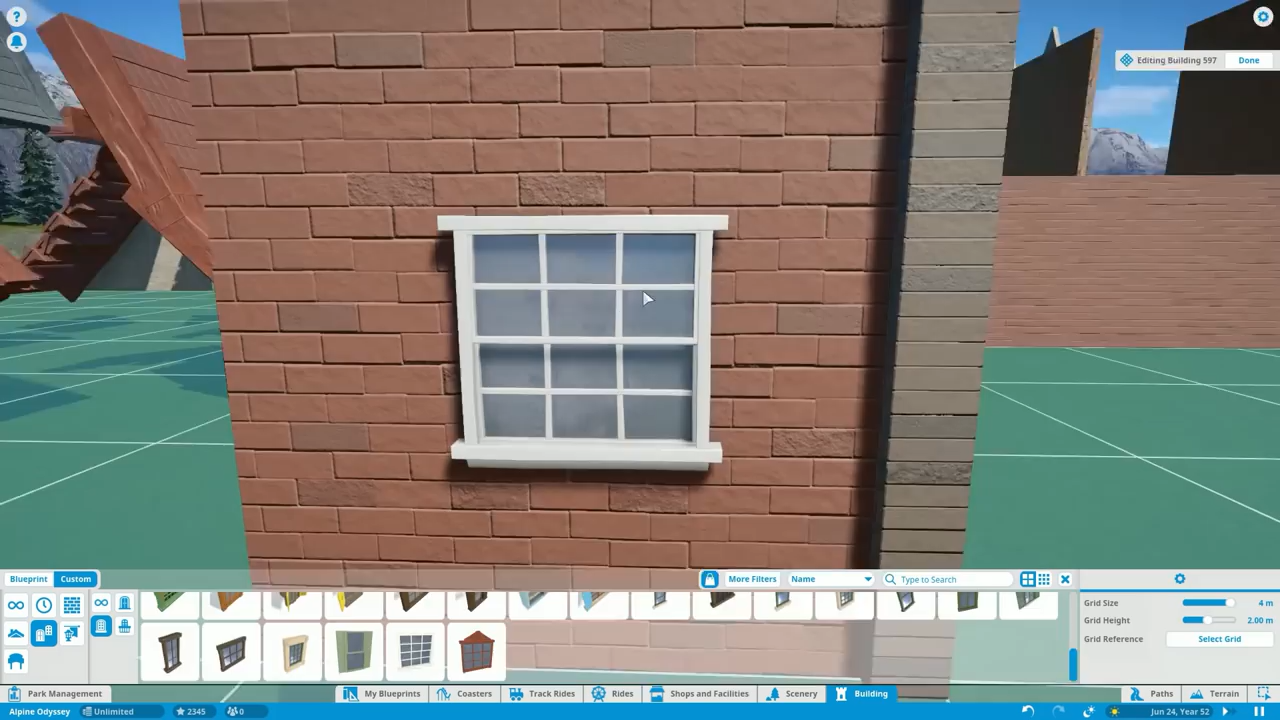 ?
Editing Building 597 Done
Blueprint Custom More Filters Name Type to Search
Grid Size 4 m
Grid Height 2.00 m
Grid Reference Select Grid
Park Management My Blueprints Coasters Track Rides Rides Shops and Facilities Scenery Building Paths Terrain
Alpine Odyssey Unlimited 2345 0 Jun 24, Year 52